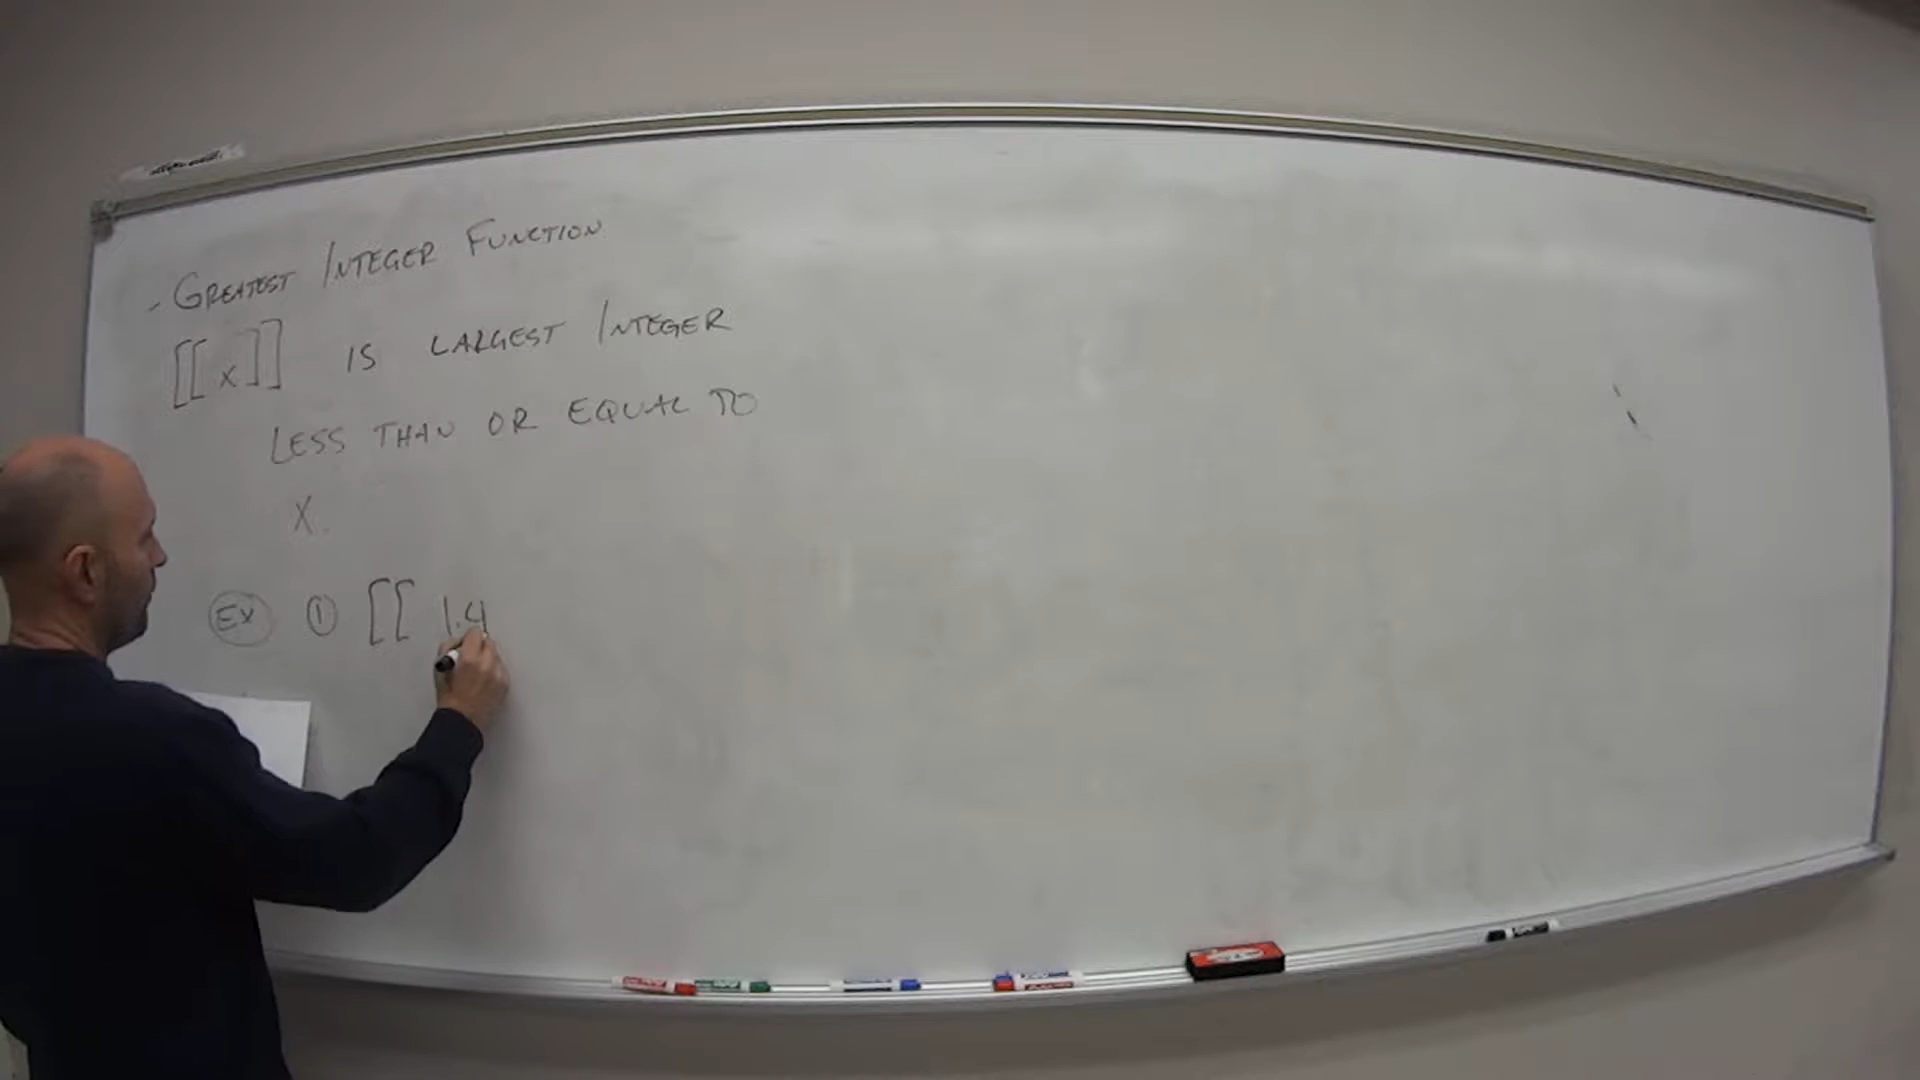 - GREATEST INTEGER FUNCTION
[[x]] IS LARGEST INTEGER
LESS THAN OR EQUAL TO
X.
EX ① [[ 1.4